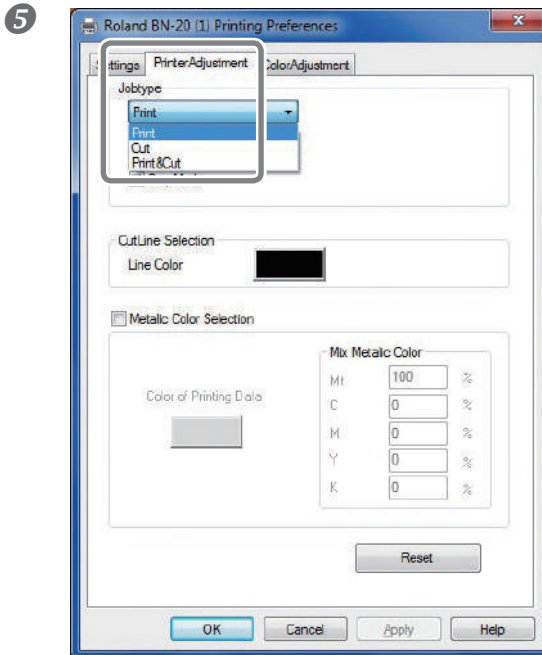 5
Roland BN-20 (1) Printing Preferences
x
PrinterAdjustment ColorAdjustment
Jobtype
Print
Print
Cut
Print&Cut
CutLine Selection
Line Color
Metalic Color Selection
Mix Metalic Color
Mt 100 %
Color of Printing Data
C 0 %
M 0 %
Y 0 %
K 0 %
Reset
OK Cancel Apply Help